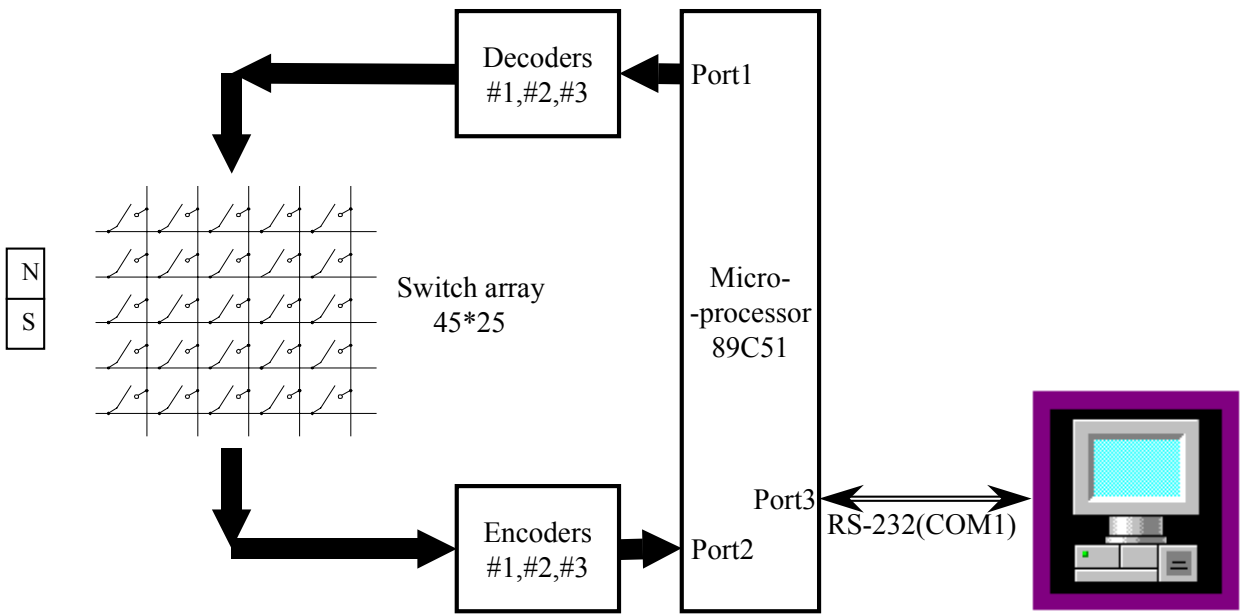 Decoders
#1,#2,#3
Port1
N
S
Switch array
45*25
Micro-
-processor
89C51
Port3
RS-232(COM1)
Encoders
#1,#2,#3
Port2